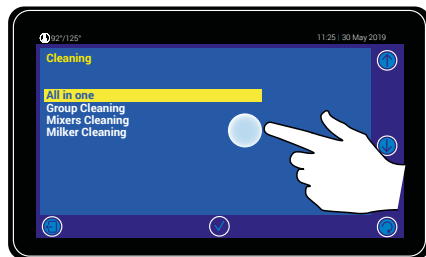 92°/125°
11:25 | 30 May 2019
Cleaning
All in one
Group Cleaning
Mixers Cleaning
Milker Cleaning